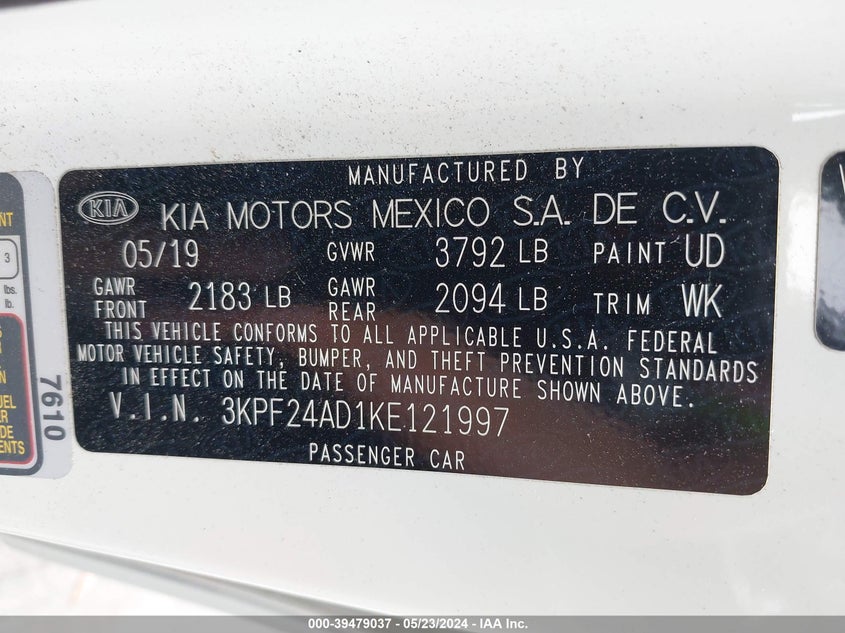 MANUFACTURED BY
KIA KIA MOTORS MEXICO S.A. DE C.V.
05/19 GVWR 3792 LB PAINT UD
GAWR FRONT 2183 LB GAWR REAR 2094 LB TRIM WK
THIS VEHICLE CONFORMS TO ALL APPLICABLE U.S.A. FEDERAL
MOTOR VEHICLE SAFETY, BUMPER, AND THEFT PREVENTION STANDARDS
IN EFFECT ON THE DATE OF MANUFACTURE SHOWN ABOVE.
V.I.N. 3KPF24AD1KE121997
PASSENGER CAR
3
lbs.
lb.
7610
000-39479037 - 05/23/2024 - IAA Inc.